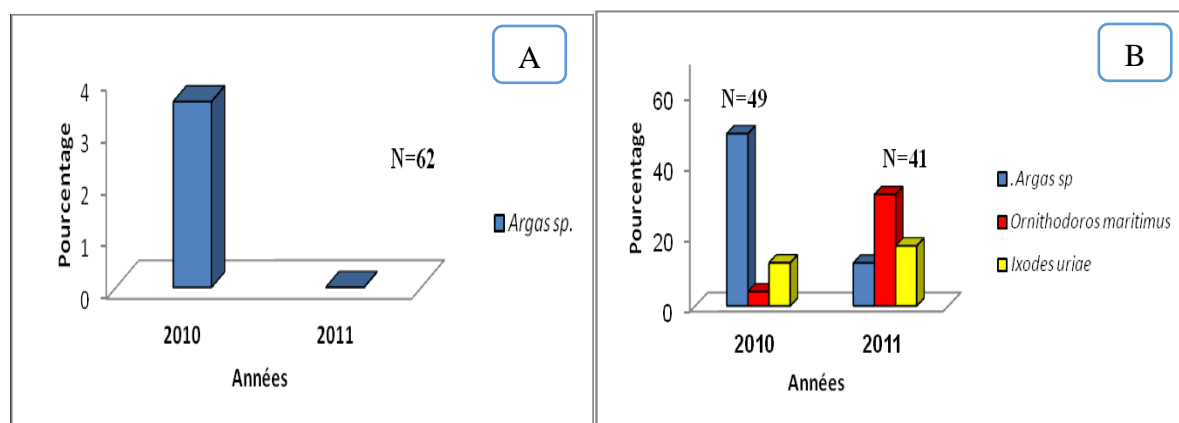 A
Pourcentage
4
3
2
1
0
N=62
Argas sp.
2010
2011
Années
B
Pourcentage
60
40
20
0
N=49
N=41
.Argas sp
Ornithodoros maritimus
Ixodes uriae
2010
2011
Années